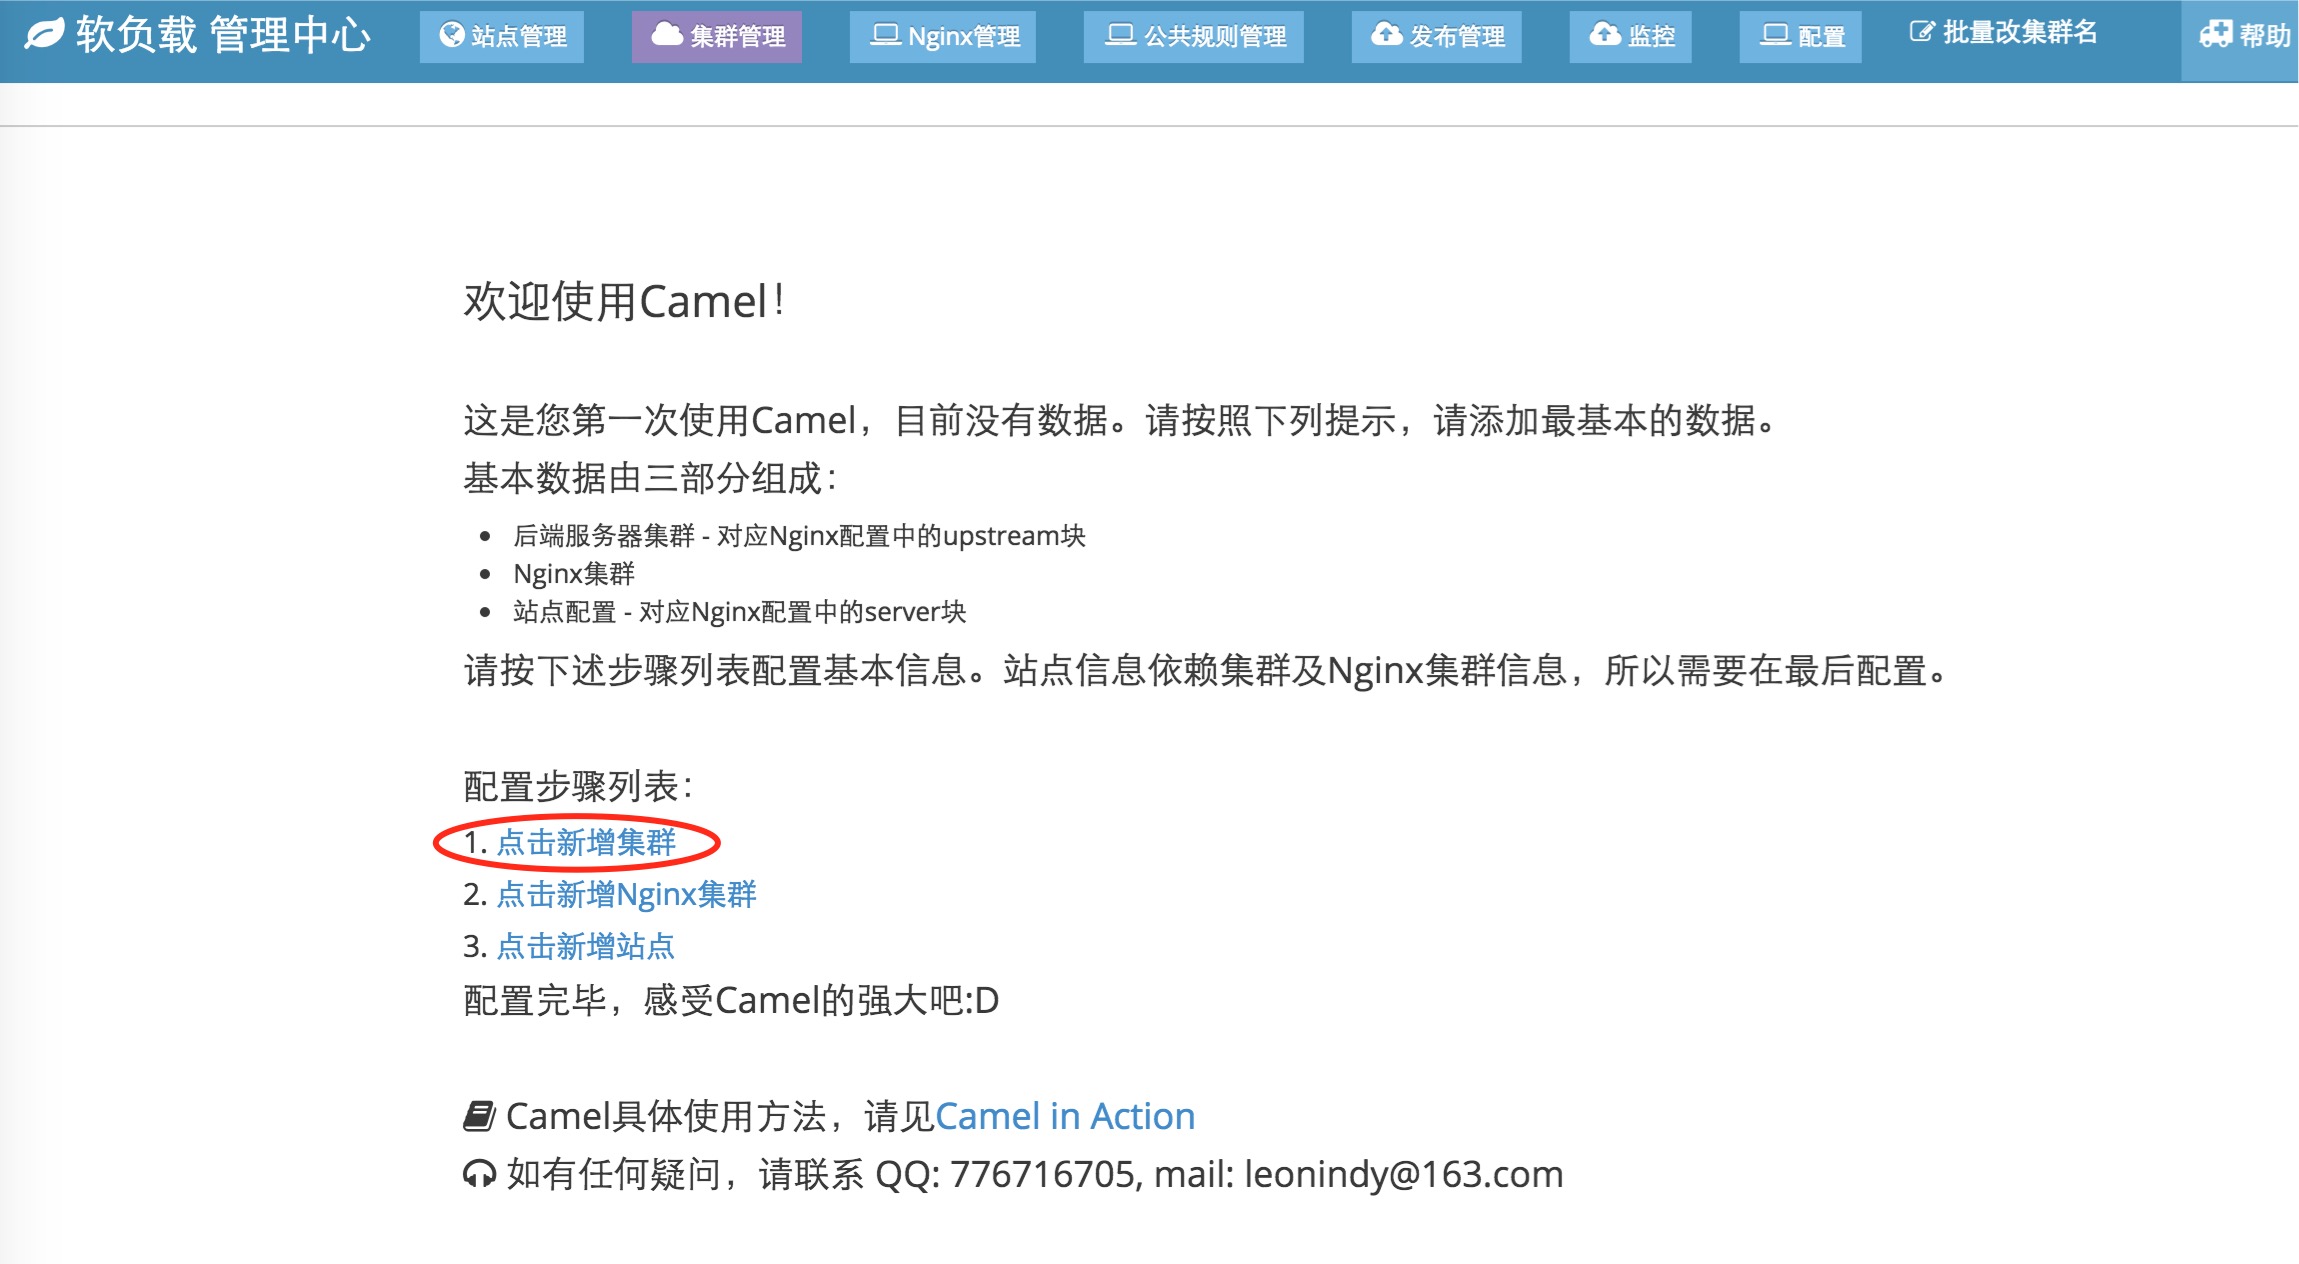 软负载 管理中心 站点管理 集群管理 Nginx管理 公共规则管理 发布管理 监控 配置 批量改集群名 帮助
欢迎使用Camel！
这是您第一次使用Camel，目前没有数据。请按照下列提示，请添加最基本的数据。
基本数据由三部分组成：
• 后端服务器集群 - 对应Nginx配置中的upstream块
• Nginx集群
• 站点配置 - 对应Nginx配置中的server块
请按下述步骤列表配置基本信息。站点信息依赖集群及Nginx集群信息，所以需要在最后配置。
配置步骤列表：
1. 点击新增集群
2. 点击新增Nginx集群
3. 点击新增站点
配置完毕，感受Camel的强大吧:D
Camel具体使用方法，请见Camel in Action
如有任何疑问，请联系 QQ: 776716705, mail: leonindy@163.com